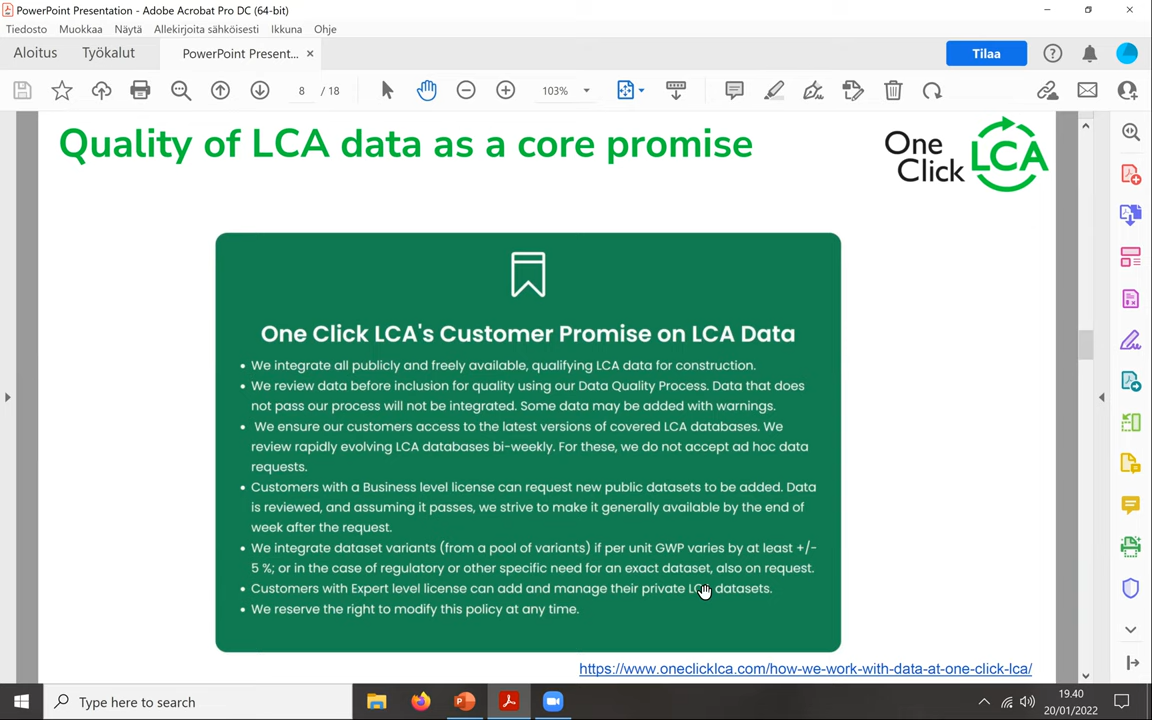 PowerPoint Presentation - Adobe Acrobat Pro DC (64-bit)
Tiedosto Muokkaa Näytä Allekirjoita sähköisesti Ikkuna Ohje
Aloitus Työkalut PowerPoint Present... × Tilaa
8 / 18 103%
Quality of LCA data as a core promise
One
Click LCA
One Click LCA's Customer Promise on LCA Data
• We integrate all publicly and freely available, qualifying LCA data for construction.
• We review data before inclusion for quality using our Data Quality Process. Data that does
not pass our process will not be integrated. Some data may be added with warnings.
• We ensure our customers access to the latest versions of covered LCA databases. We
review rapidly evolving LCA databases bi-weekly. For these, we do not accept ad hoc data
requests.
• Customers with a Business level license can request new public datasets to be added. Data
is reviewed, and assuming it passes, we strive to make it generally available by the end of
week after the request.
• We integrate dataset variants (from a pool of variants) if per unit GWP varies by at least +/-
5 %; or in the case of regulatory or other specific need for an exact dataset, also on request.
• Customers with Expert level license can add and manage their private LCA datasets.
• We reserve the right to modify this policy at any time.
https://www.oneclicklca.com/how-we-work-with-data-at-one-click-lca/
Type here to search
19.40
20/01/2022